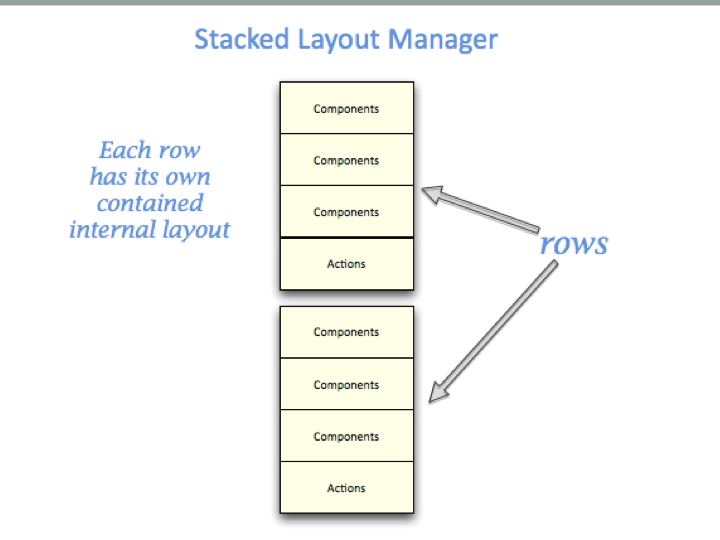 Stacked Layout Manager
Each row
has its own
contained
internal layout
Components
Components
Components
Actions
rows
Components
Components
Components
Actions